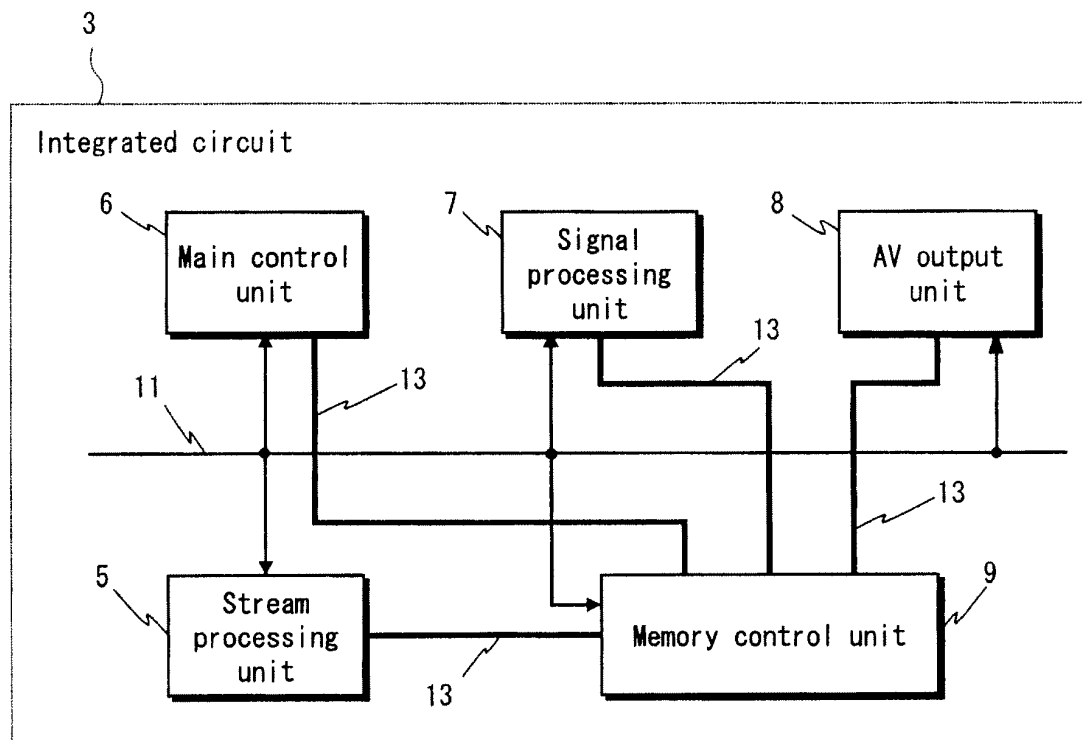 3
Integrated circuit
6
7
8
Main control
unit
Signal
processing
unit
AV output
unit
13
13
11
13
5
9
Stream
processing
unit
Memory control unit
13